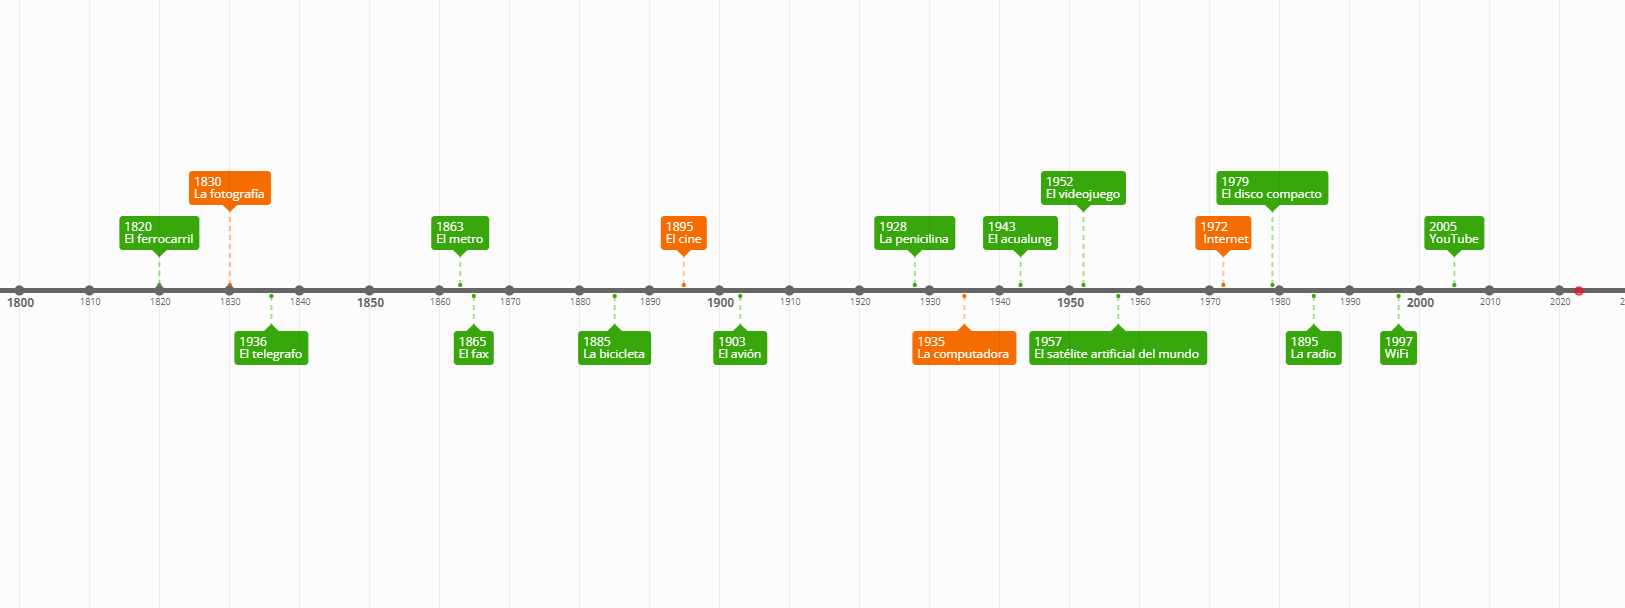 1830
La fotografía
1952
El videojuego
1979
El disco compacto
1820
El ferrocarril
1863
El metro
1895
El cine
1928
La penicilina
1943
El acualung
1972
Internet
2005
YouTube
1800 1810 1820 1830 1840 1850 1860 1870 1880 1890 1900 1910 1920 1930 1940 1950 1960 1970 1980 1990 2000 2010 2020 2
1936
El telegrafo
1865
El fax
1885
La bicicleta
1903
El avión
1935
La computadora
1957
El satélite artificial del mundo
1895
La radio
1997
WiFi